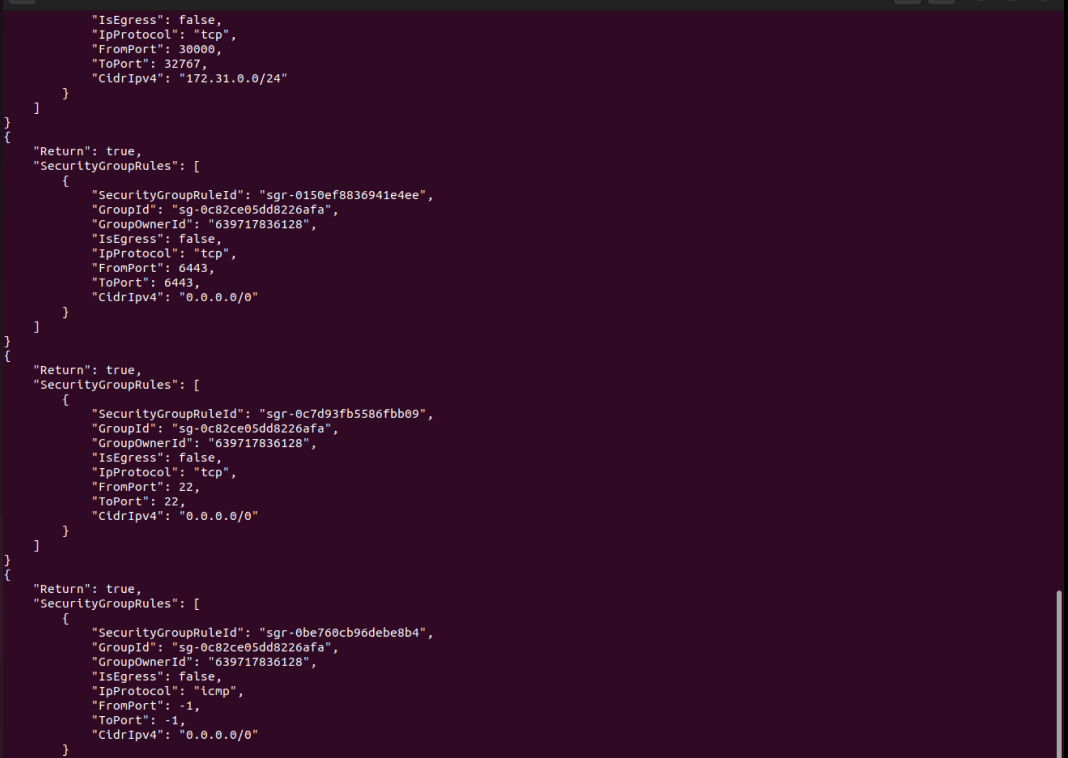 "IsEgress": false,
            "IpProtocol": "tcp",
            "FromPort": 30000,
            "ToPort": 32767,
            "CidrIpv4": "172.31.0.0/24"
        }
    ]
}
{
    "Return": true,
    "SecurityGroupRules": [
        {
            "SecurityGroupRuleId": "sgr-0150ef8836941e4ee",
            "GroupId": "sg-0c82ce05dd8226afa",
            "GroupOwnerId": "639717836128",
            "IsEgress": false,
            "IpProtocol": "tcp",
            "FromPort": 6443,
            "ToPort": 6443,
            "CidrIpv4": "0.0.0.0/0"
        }
    ]
}
{
    "Return": true,
    "SecurityGroupRules": [
        {
            "SecurityGroupRuleId": "sgr-0c7d93fb5586fbb09",
            "GroupId": "sg-0c82ce05dd8226afa",
            "GroupOwnerId": "639717836128",
            "IsEgress": false,
            "IpProtocol": "tcp",
            "FromPort": 22,
            "ToPort": 22,
            "CidrIpv4": "0.0.0.0/0"
        }
    ]
}
{
    "Return": true,
    "SecurityGroupRules": [
        {
            "SecurityGroupRuleId": "sgr-0be760cb96debe8b4",
            "GroupId": "sg-0c82ce05dd8226afa",
            "GroupOwnerId": "639717836128",
            "IsEgress": false,
            "IpProtocol": "icmp",
            "FromPort": -1,
            "ToPort": -1,
            "CidrIpv4": "0.0.0.0/0"
        }